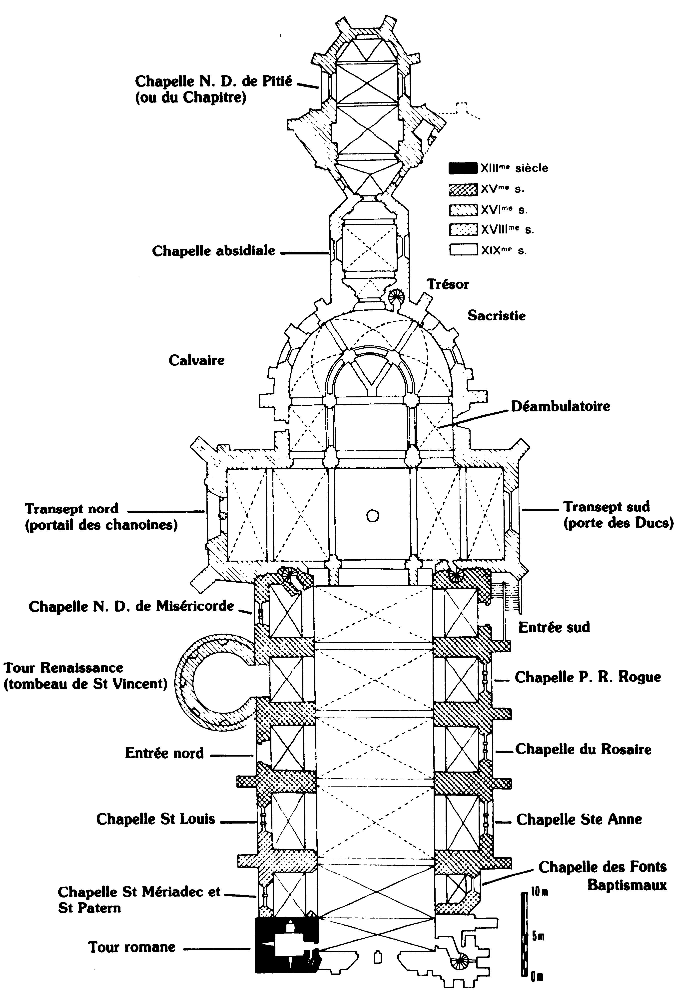 Chapelle N. D. de Pitié
(ou du Chapitre)
XIIIme siècle
XVme s.
XVIme s.
XVIIIme s.
XIXme s.
Chapelle absidiale
Trésor
Sacristie
Calvaire
Déambulatoire
Transept nord
(portail des chanoines)
Transept sud
(porte des Ducs)
Chapelle N. D. de Miséricorde
Entrée sud
Tour Renaissance
(tombeau de St Vincent)
Chapelle P. R. Rogue
Entrée nord
Chapelle du Rosaire
Chapelle St Louis
Chapelle Ste Anne
Chapelle des Fonts
Baptismaux
Chapelle St Mériadec et
St Patern
10m
5m
0m
Tour romane